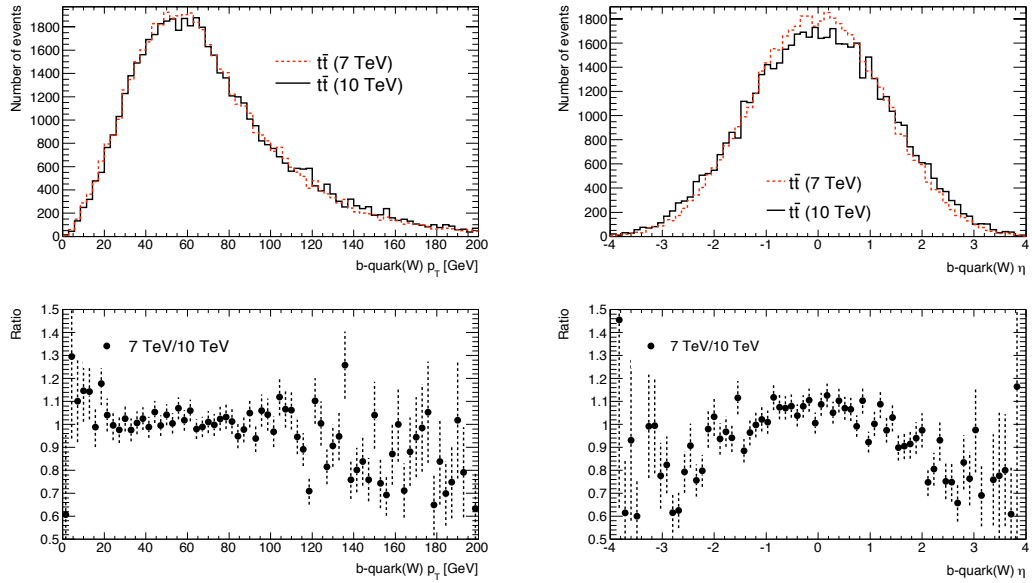 Number of events
1800
1600
1400
1200
1000
800
600
400
200
0
tt̄ (7 TeV)
tt̄ (10 TeV)
0 20 40 60 80 100 120 140 160 180 200
b-quark(W) p_T [GeV]
Number of events
1800
1600
1400
1200
1000
800
600
400
200
0
tt̄ (7 TeV)
tt̄ (10 TeV)
-4 -3 -2 -1 0 1 2 3 4
b-quark(W) η
Ratio
1.5
1.4
1.3
1.2
1.1
1
0.9
0.8
0.7
0.6
0.5
7 TeV/10 TeV
0 20 40 60 80 100 120 140 160 180 200
b-quark(W) p_T [GeV]
Ratio
1.5
1.4
1.3
1.2
1.1
1
0.9
0.8
0.7
0.6
0.5
7 TeV/10 TeV
-4 -3 -2 -1 0 1 2 3 4
b-quark(W) η